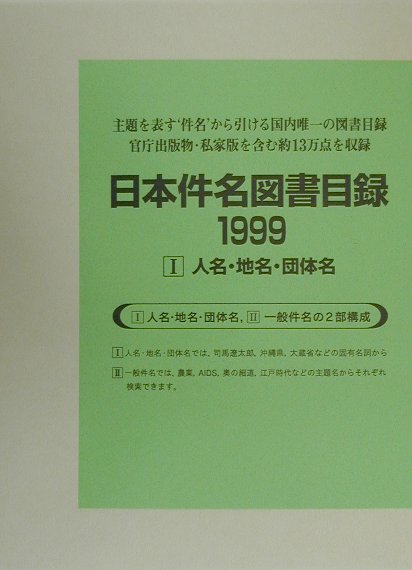 主題を表す‘件名’から引ける国内唯一の図書目録
官庁出版物・私家版を含む約13万点を収録
日本件名図書目録
1999
Ⅰ 人名・地名・団体名
Ⅰ 人名・地名・団体名, Ⅱ 一般件名の2部構成
Ⅰ 人名・地名・団体名では, 司馬遼太郎, 沖縄県, 大蔵省などの固有名詞から
Ⅱ 一般件名では, 農業, AIDS, 奥の細道, 江戸時代などの主題名からそれぞれ
検索できます。